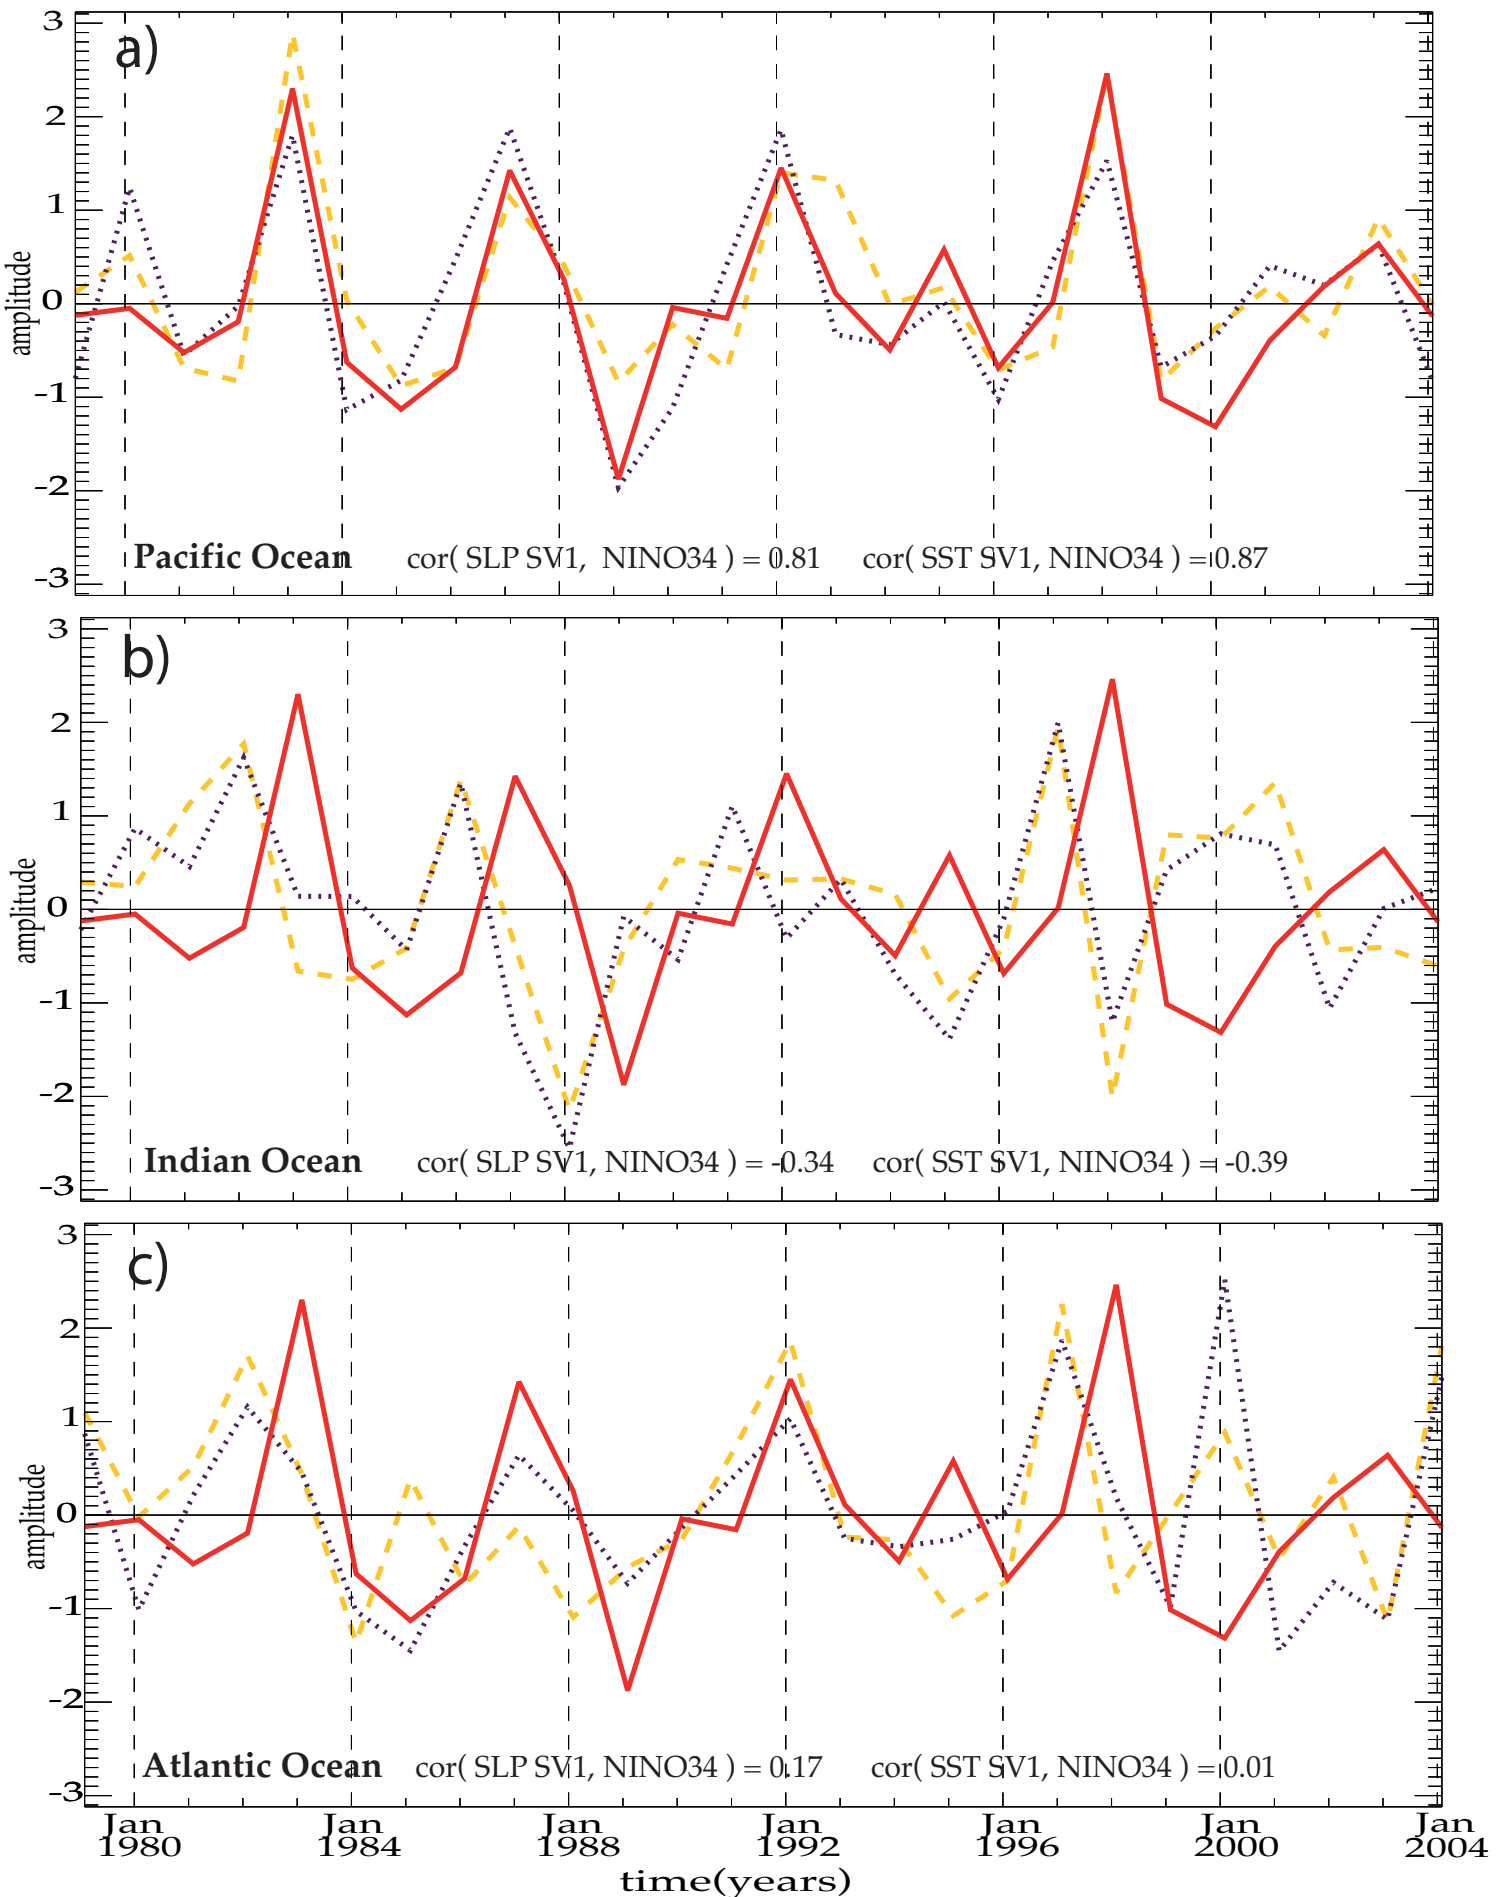 3
a)
2
1
0
-1
-2
-3
amplitude
Pacific Ocean cor( SLP SV1, NINO34 ) = 0.81 cor( SST SV1, NINO34 ) = 0.87
3
b)
2
1
0
-1
-2
-3
amplitude
Indian Ocean cor( SLP SV1, NINO34 ) = -0.34 cor( SST SV1, NINO34 ) = -0.39
3
c)
2
1
0
-1
-2
-3
amplitude
Atlantic Ocean cor( SLP SV1, NINO34 ) = 0.17 cor( SST SV1, NINO34 ) = 0.01
Jan Jan Jan Jan Jan Jan Jan
1980 1984 1988 1992 1996 2000 2004
time(years)